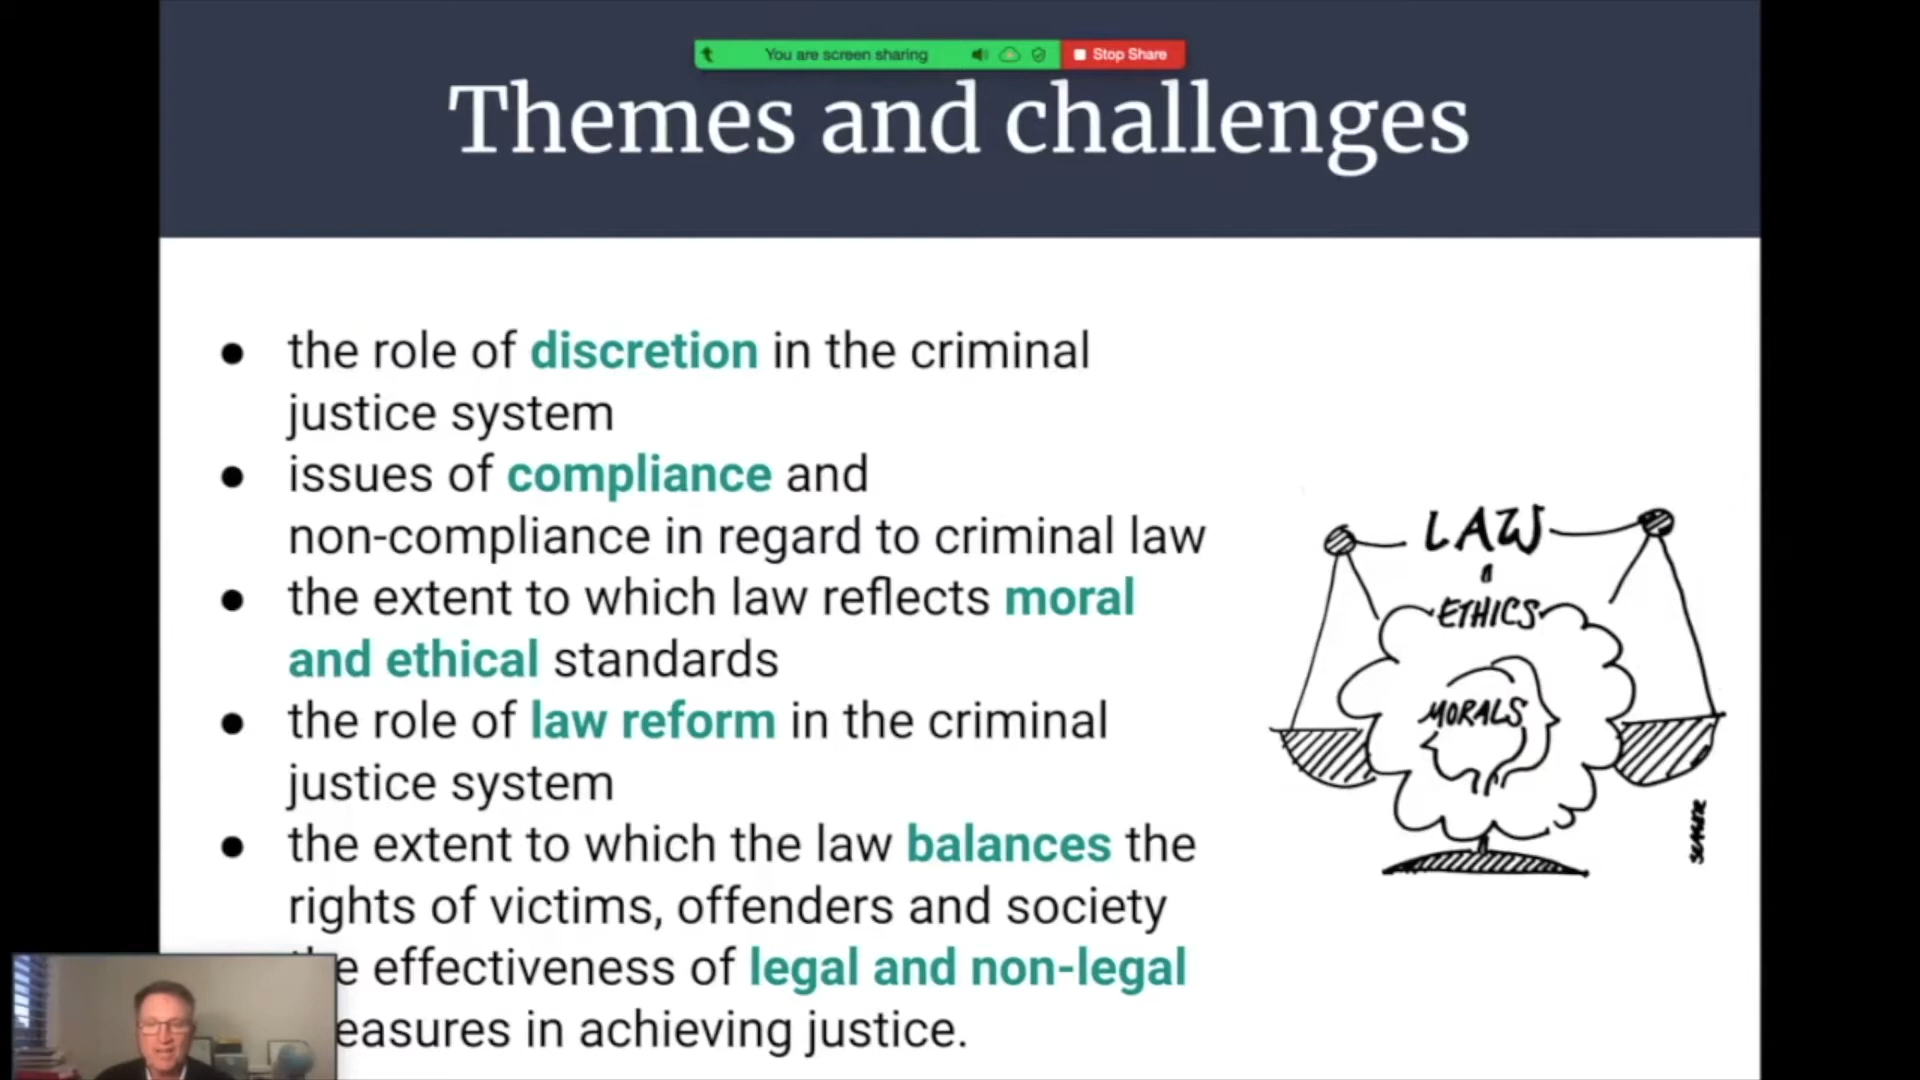 You are screen sharing
Stop Share
Themes and challenges
the role of discretion in the criminal
justice system
issues of compliance and
non-compliance in regard to criminal law
the extent to which law reflects moral
and ethical standards
the role of law reform in the criminal
justice system
the extent to which the law balances the
rights of victims, offenders and society
effectiveness of legal and non-legal
easures in achieving justice.
LAW
ETHICS
MORALS